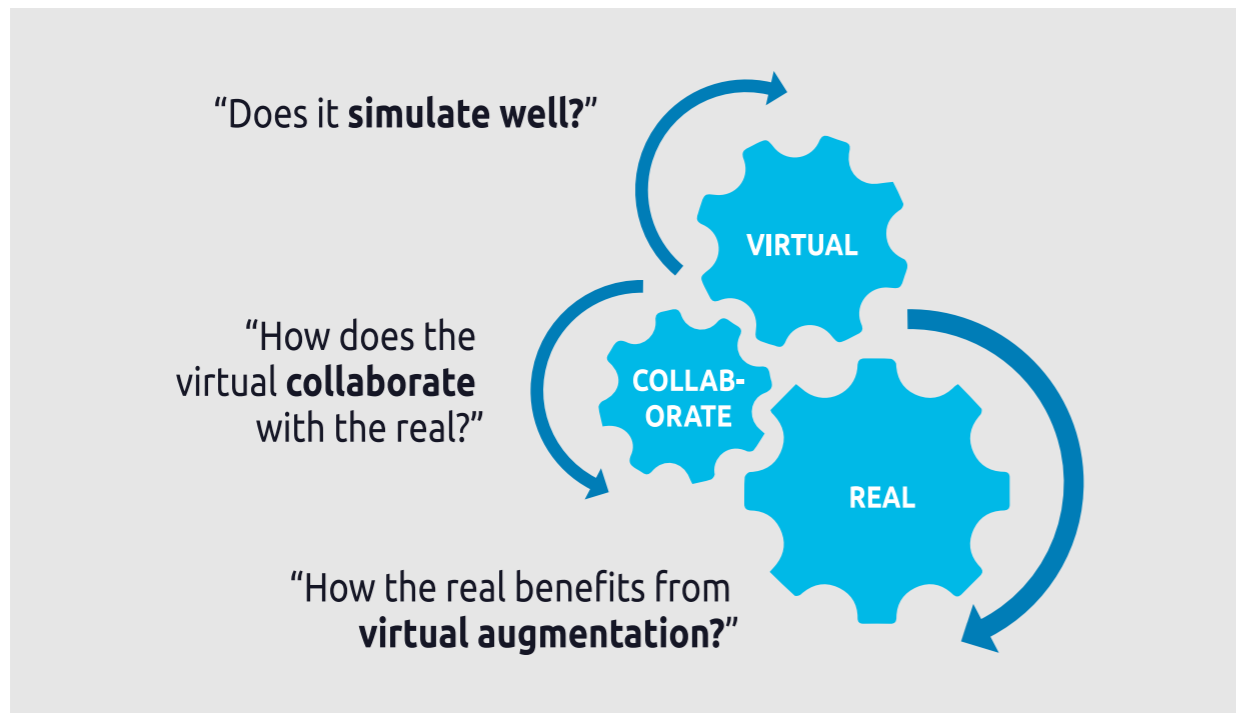 “Does it simulate well?”
VIRTUAL
“How does the
virtual collaborate
with the real?”
COLLAB-
ORATE
REAL
“How the real benefits from
virtual augmentation?”